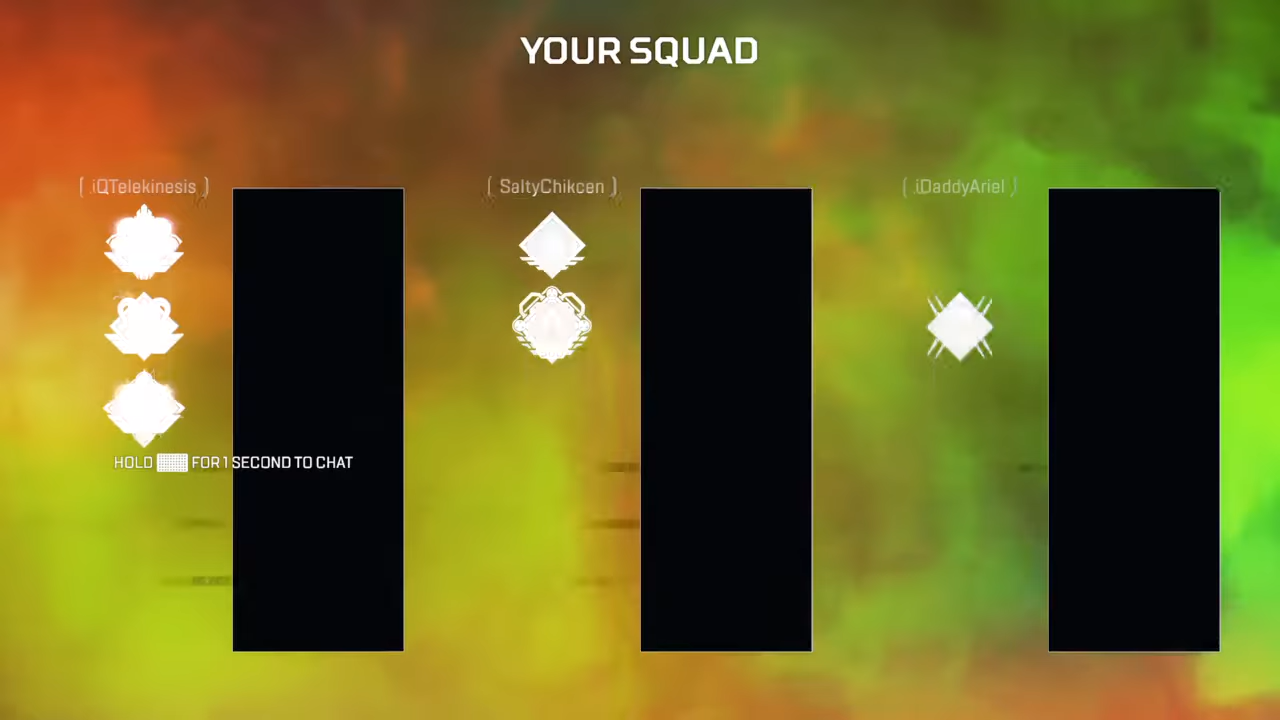 YOUR SQUAD
[ iQTelekinesis ]
[ SaltyChikcen ]
[ iDaddyAriel ]
HOLD FOR 1 SECOND TO CHAT